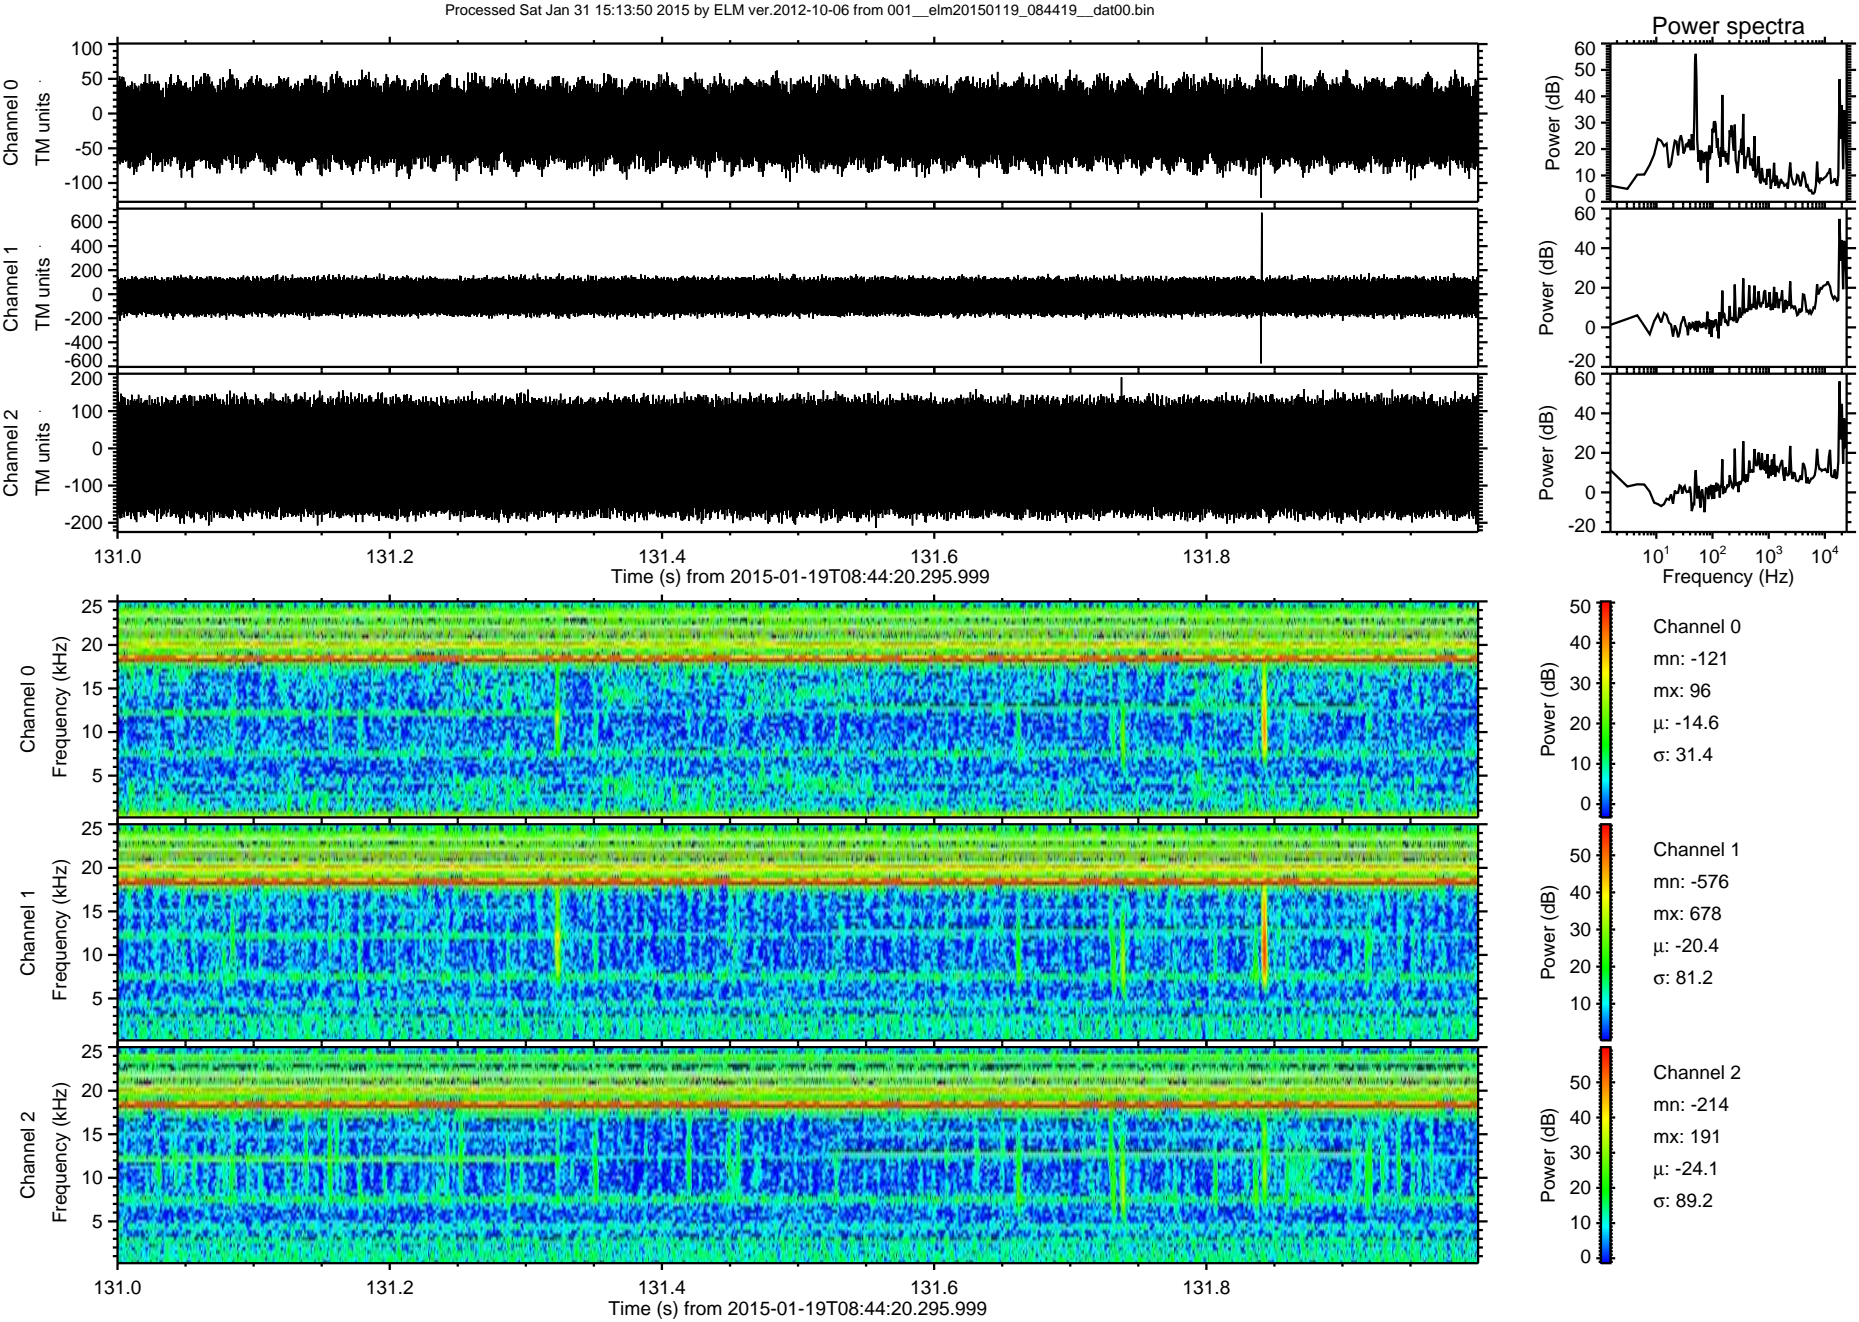 Processed Sat Jan 31 15:13:50 2015 by ELM ver.2012-10-06 from 001__elm20150119_084419__dat00.bin
Power spectra
Channel 0
TM units
100
50
0
-50
-100
Power (dB)
60
50
40
30
20
10
0
Channel 1
TM units
600
400
200
0
-200
-400
-600
Power (dB)
60
40
20
0
-20
Channel 2
TM units
200
100
0
-100
-200
Power (dB)
60
40
20
0
-20
131.0 131.2 131.4 131.6 131.8
Time (s) from 2015-01-19T08:44:20.295.999
10¹ 10² 10³ 10⁴
Frequency (Hz)
Channel 0
Frequency (kHz)
25
20
15
10
5
Power (dB)
50
40
30
20
10
0
Channel 0
mn: -121
mx: 96
μ: -14.6
σ: 31.4
Channel 1
Frequency (kHz)
25
20
15
10
5
Power (dB)
50
40
30
20
10
Channel 1
mn: -576
mx: 678
μ: -20.4
σ: 81.2
Channel 2
Frequency (kHz)
25
20
15
10
5
Power (dB)
50
40
30
20
10
0
Channel 2
mn: -214
mx: 191
μ: -24.1
σ: 89.2
131.0 131.2 131.4 131.6 131.8
Time (s) from 2015-01-19T08:44:20.295.999